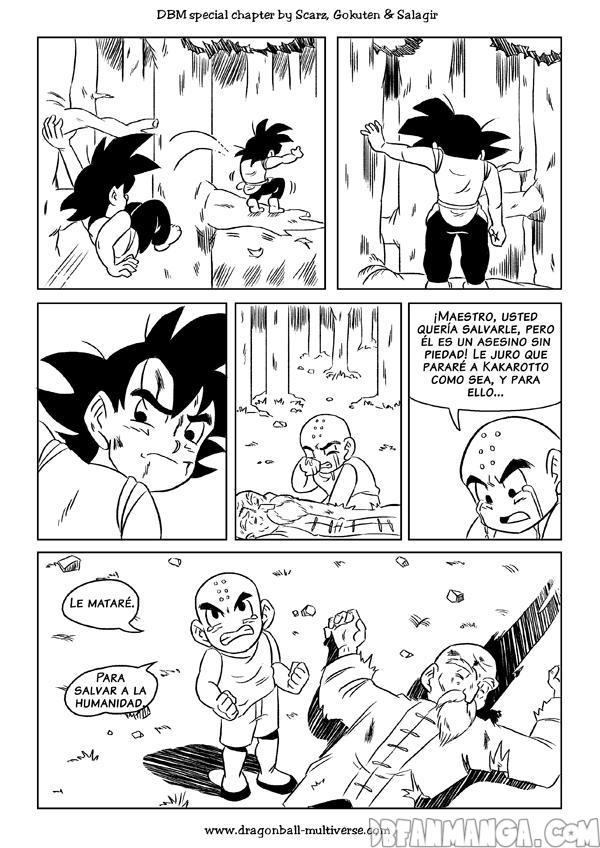 DBM special chapter by Scarz, Gokuten & Salagir
¡Maestro, usted
quería salvarle, pero
él es un asesino sin
piedad! Le juro que
pararé a Kakarotto
como sea, y para
ello...
Le mataré.
Para
salvar a la
humanidad.
www.dragonball-multiverse.com
DBFANMANGA.COM